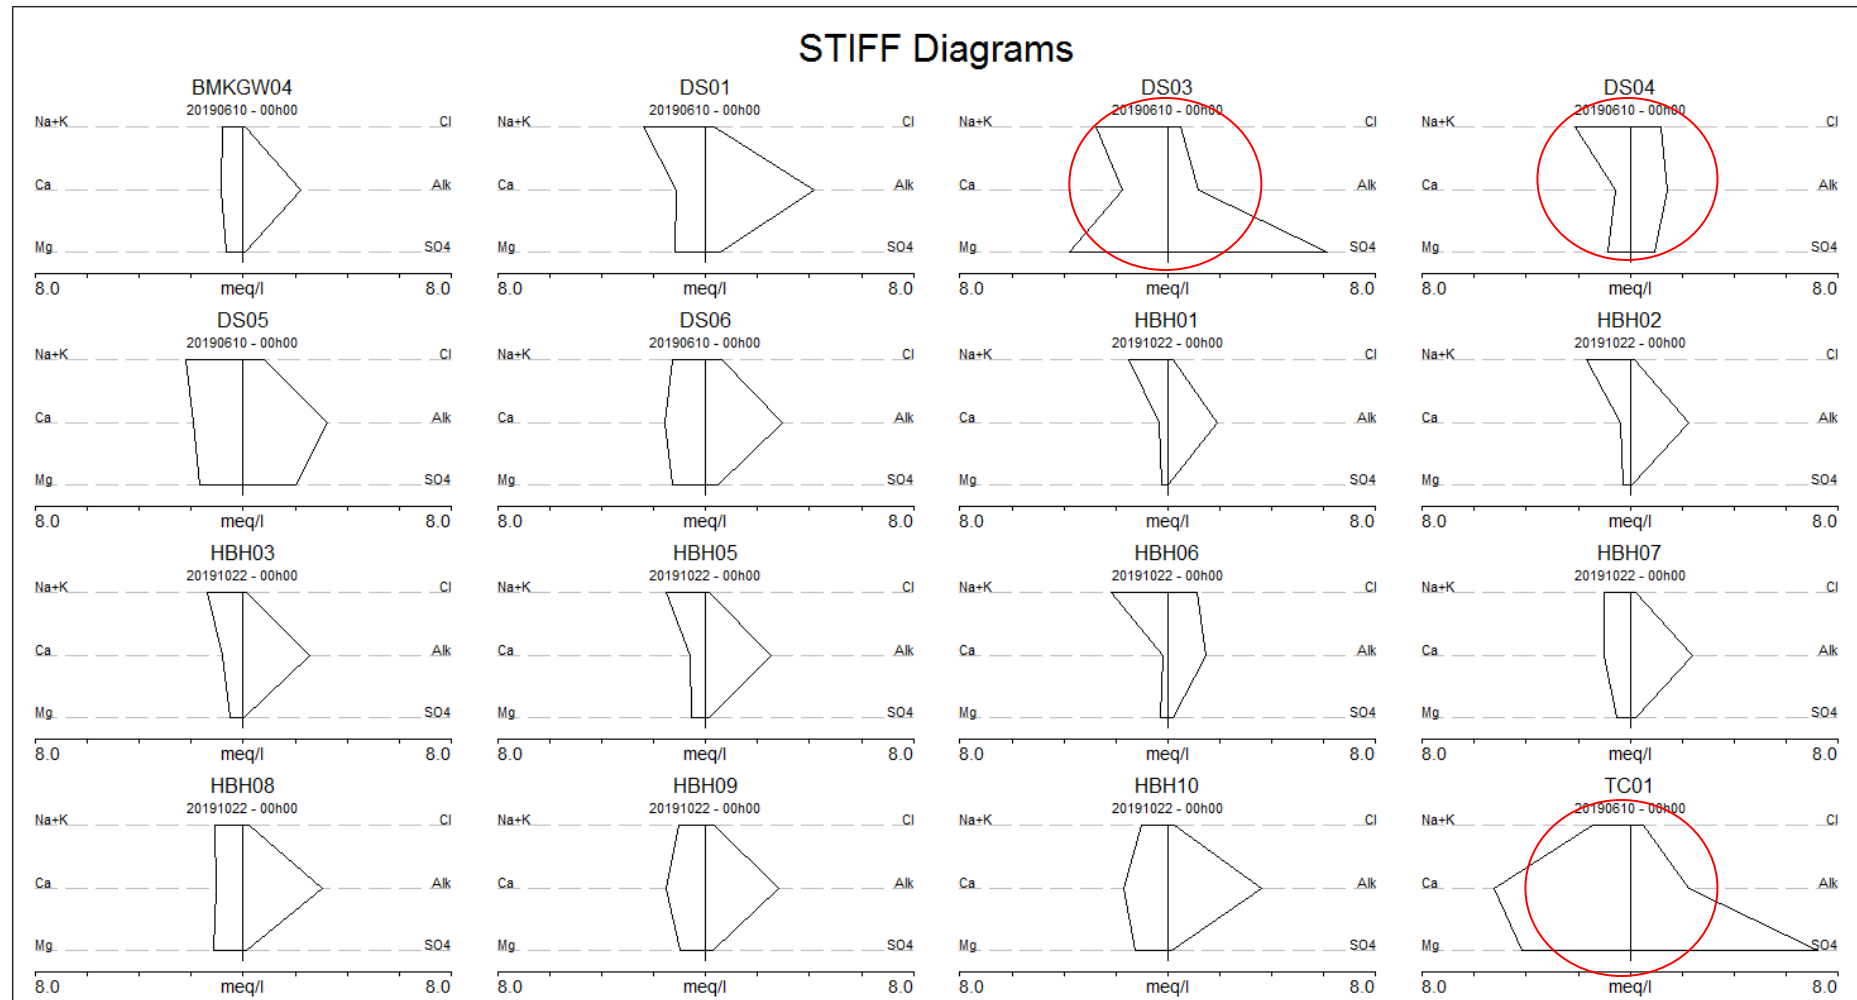 STIFF Diagrams
BMKGW04 DS01 DS03 DS04
20190610 - 00h00 20190610 - 00h00 20190610 - 00h00 20190610 - 00h00
Na+K Cl Na+K Cl Na+K Cl Na+K Cl
Ca Alk Ca Alk Ca Alk Ca Alk
Mg SO4 Mg SO4 Mg SO4 Mg SO4
8.0 meq/l 8.0 8.0 meq/l 8.0 8.0 meq/l 8.0 8.0 meq/l 8.0
DS05 DS06 HBH01 HBH02
20190610 - 00h00 20190610 - 00h00 20191022 - 00h00 20191022 - 00h00
Na+K Cl Na+K Cl Na+K Cl Na+K Cl
Ca Alk Ca Alk Ca Alk Ca Alk
Mg SO4 Mg SO4 Mg SO4 Mg SO4
8.0 meq/l 8.0 8.0 meq/l 8.0 8.0 meq/l 8.0 8.0 meq/l 8.0
HBH03 HBH05 HBH06 HBH07
20191022 - 00h00 20191022 - 00h00 20191022 - 00h00 20191022 - 00h00
Na+K Cl Na+K Cl Na+K Cl Na+K Cl
Ca Alk Ca Alk Ca Alk Ca Alk
Mg SO4 Mg SO4 Mg SO4 Mg SO4
8.0 meq/l 8.0 8.0 meq/l 8.0 8.0 meq/l 8.0 8.0 meq/l 8.0
HBH08 HBH09 HBH10 TC01
20191022 - 00h00 20191022 - 00h00 20191022 - 00h00 20190610 - 00h00
Na+K Cl Na+K Cl Na+K Cl Na+K Cl
Ca Alk Ca Alk Ca Alk Ca Alk
Mg SO4 Mg SO4 Mg SO4 Mg SO4
8.0 meq/l 8.0 8.0 meq/l 8.0 8.0 meq/l 8.0 8.0 meq/l 8.0